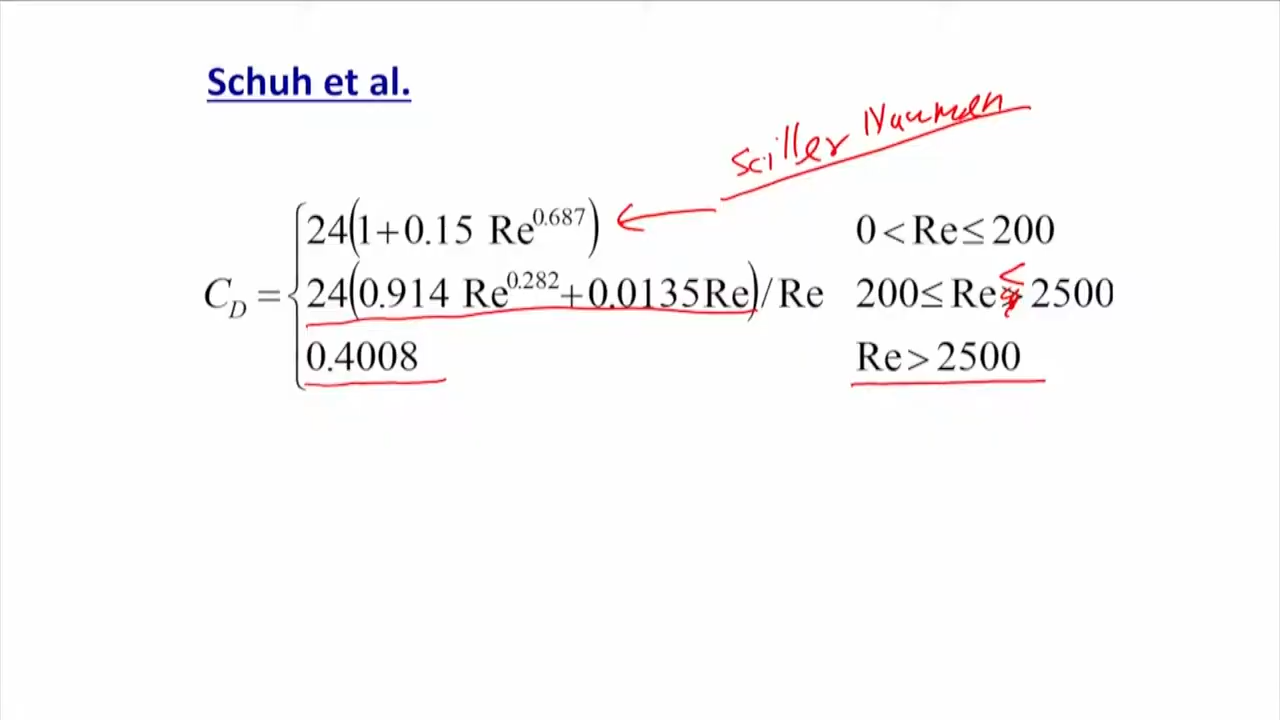 Schuh et al.
Sciller Nauman
24(1+0.15 Re^0.687) 0<Re≤200
C_D = { 24(0.914 Re^0.282+0.0135Re)/Re 200≤Re≤2500
0.4008 Re>2500